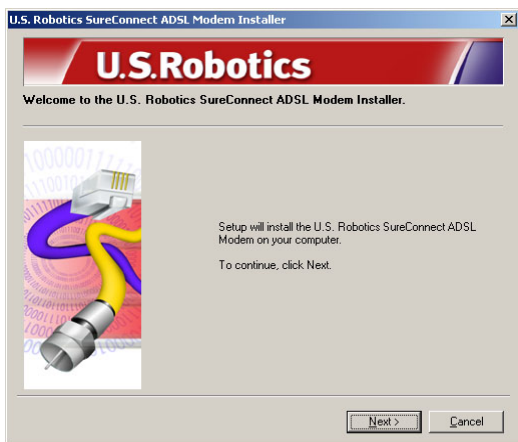 U.S. Robotics SureConnect ADSL Modem Installer
U.S.Robotics
Welcome to the U.S. Robotics SureConnect ADSL Modem Installer.
Setup will install the U.S. Robotics SureConnect ADSL
Modem on your computer.
To continue, click Next.
Next >
Cancel